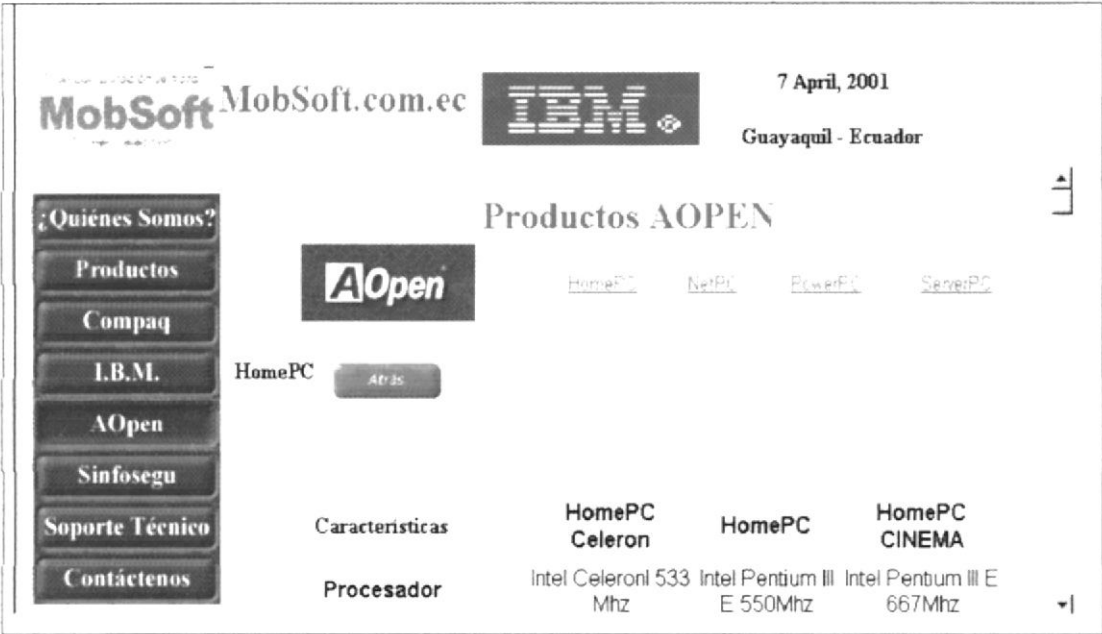 MobSoft
MobSoft.com.ec
IBM®
7 April, 2001
Guayaquil - Ecuador
¿Quiénes Somos?
Productos
Compaq
I.B.M.
AOpen
Sinfosegu
Soporte Técnico
Contáctenos
Productos AOPEN
AOpen
HomePC NetPC PowerPC ServerPC
HomePC Atrás
Características HomePC Celeron HomePC HomePC CINEMA
Procesador Intel Celeronl 533 Mhz Intel Pentium III E 550Mhz Intel Pentium III E 667Mhz